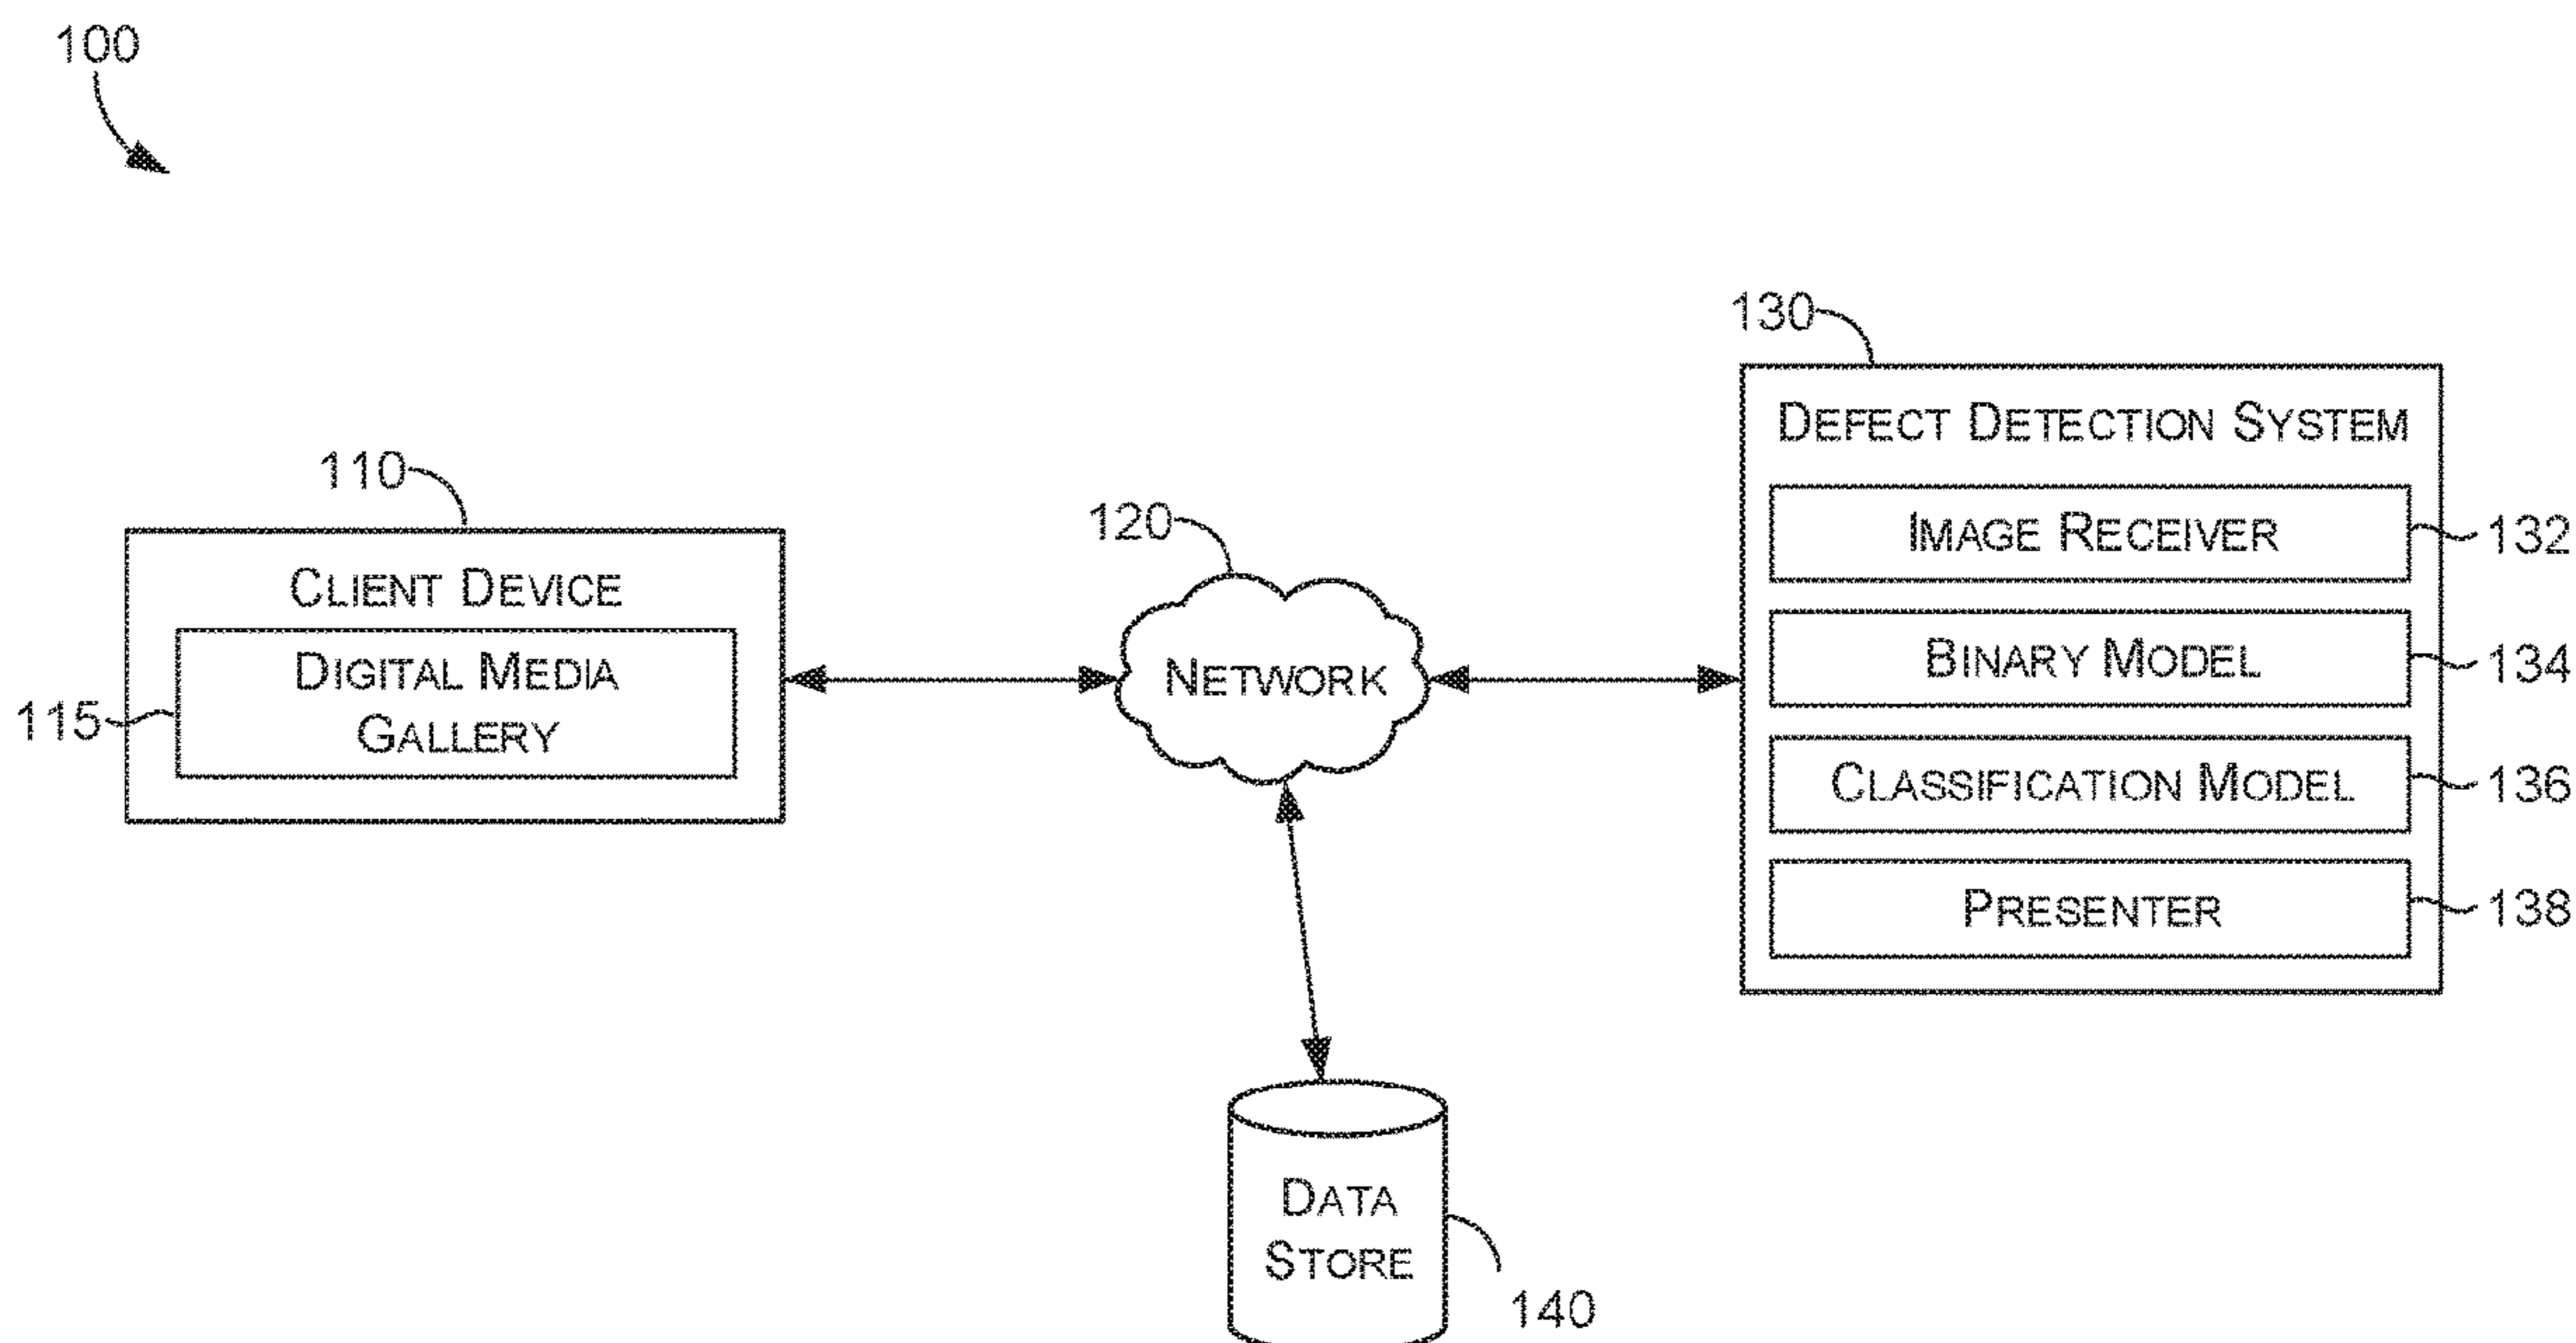 100
130
DEFECT DETECTION SYSTEM
IMAGE RECEIVER
132
BINARY MODEL
134
CLASSIFICATION MODEL
136
PRESENTER
138
110
CLIENT DEVICE
DIGITAL MEDIA
GALLERY
115
120
NETWORK
DATA
STORE
140